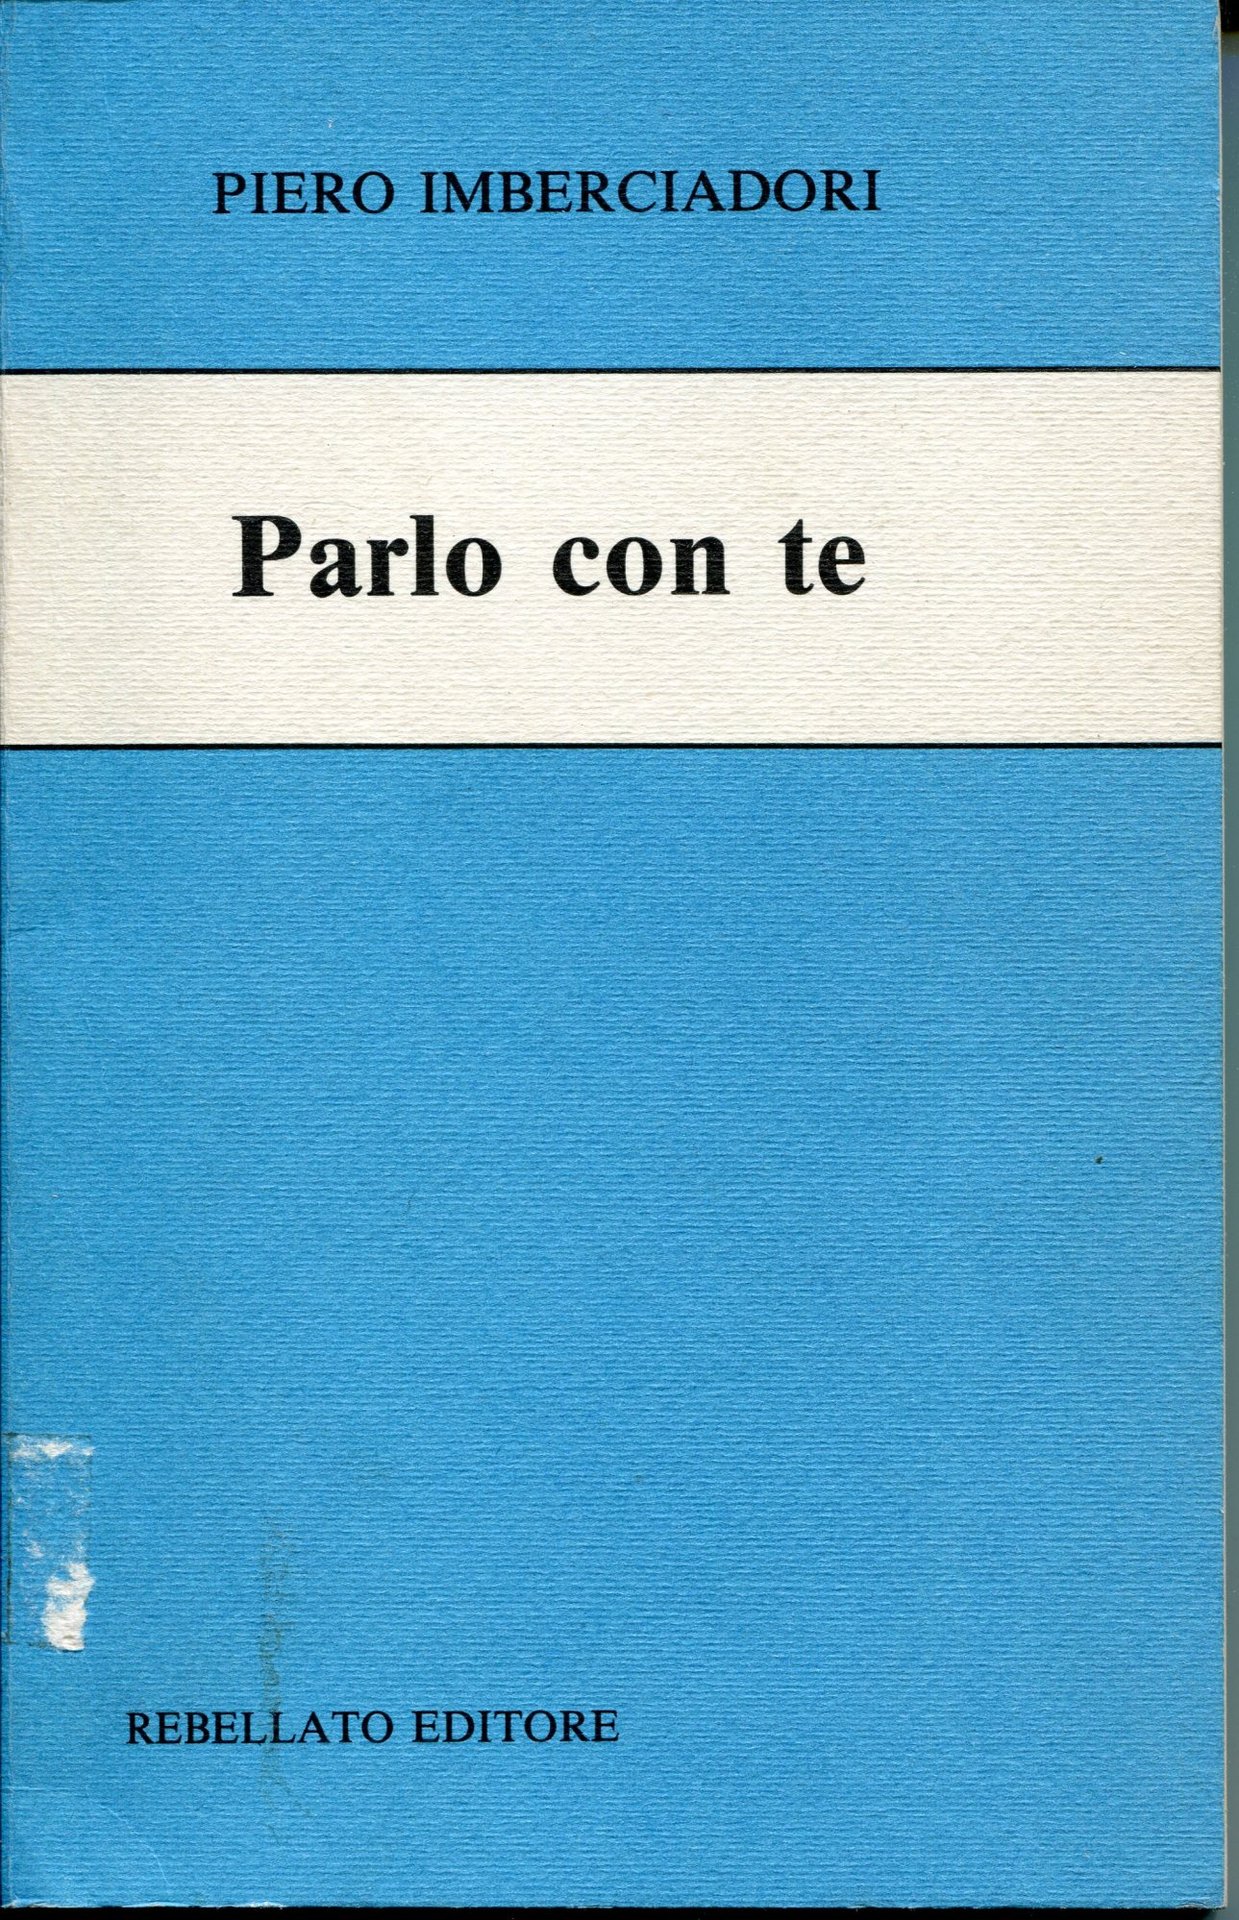 PIERO IMBERCIADORI
Parlo con te
REBELLATO EDITORE